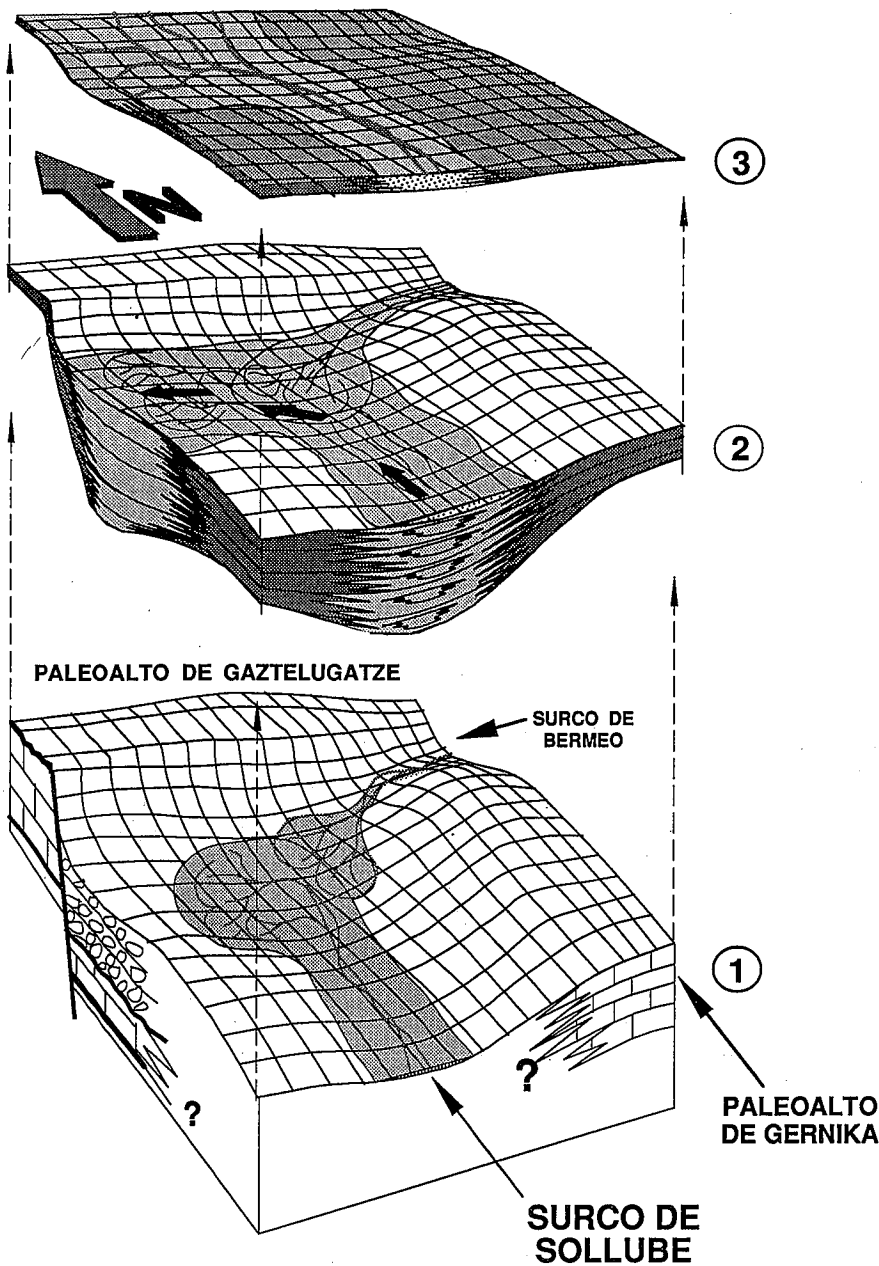 3
N
2
PALEOALTO DE GAZTELUGATZE
SURCO DE
BERMEO
1
?
?
PALEOALTO
DE GERNIKA
SURCO DE
SOLLUBE